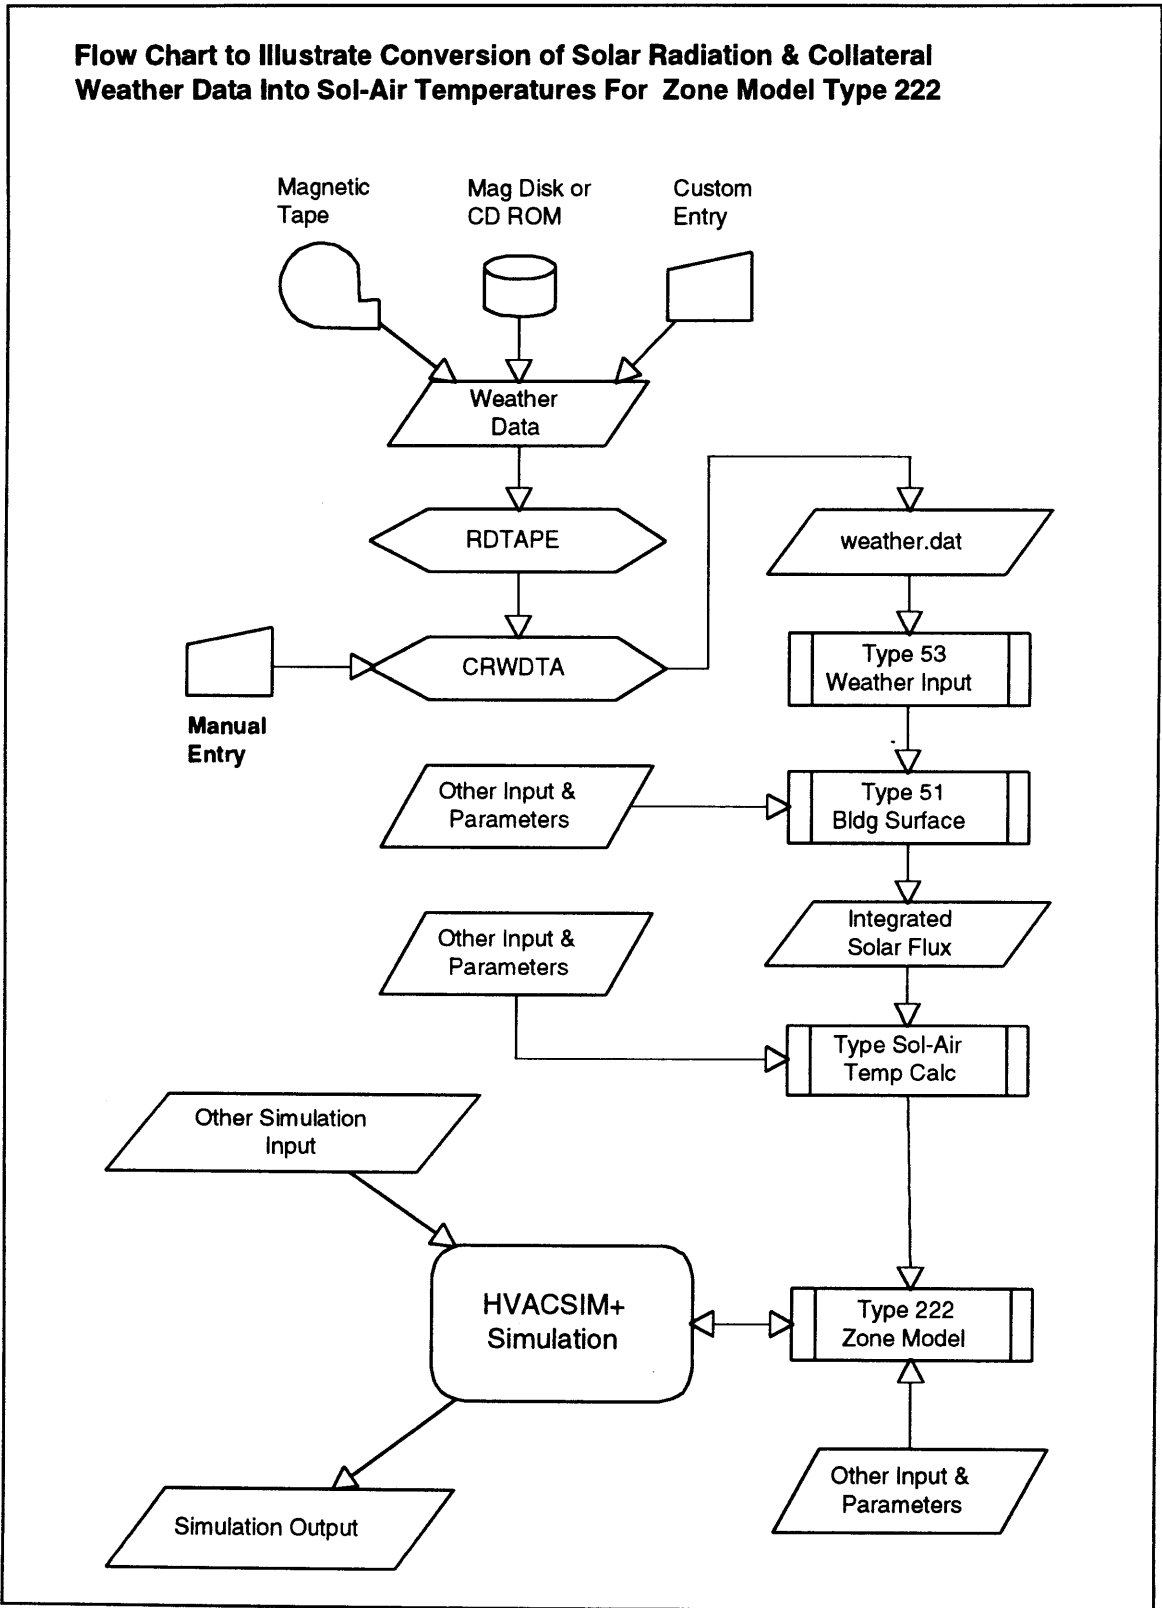 Flow Chart to Illustrate Conversion of Solar Radiation & Collateral
Weather Data Into Sol-Air Temperatures For Zone Model Type 222
Magnetic
Tape
Mag Disk or
CD ROM
Custom
Entry
Weather
Data
RDTAPE
CRWDTA
Manual
Entry
weather.dat
Type 53
Weather Input
Other Input &
Parameters
Type 51
Bldg Surface
Integrated
Solar Flux
Other Input &
Parameters
Type Sol-Air
Temp Calc
Other Simulation
Input
HVACSIM+
Simulation
Type 222
Zone Model
Other Input &
Parameters
Simulation Output